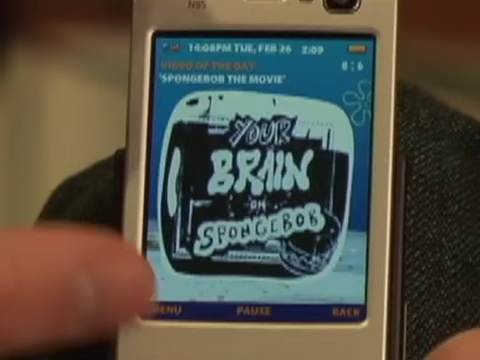 N95
14:08PM TUE, FEB 26 2:09
VIDEO OF THE DAY 8:6
'SPONGEBOB THE MOVIE'
YOUR
BRAIN
ON
SPONGEBOB
MENU PAUSE BACK